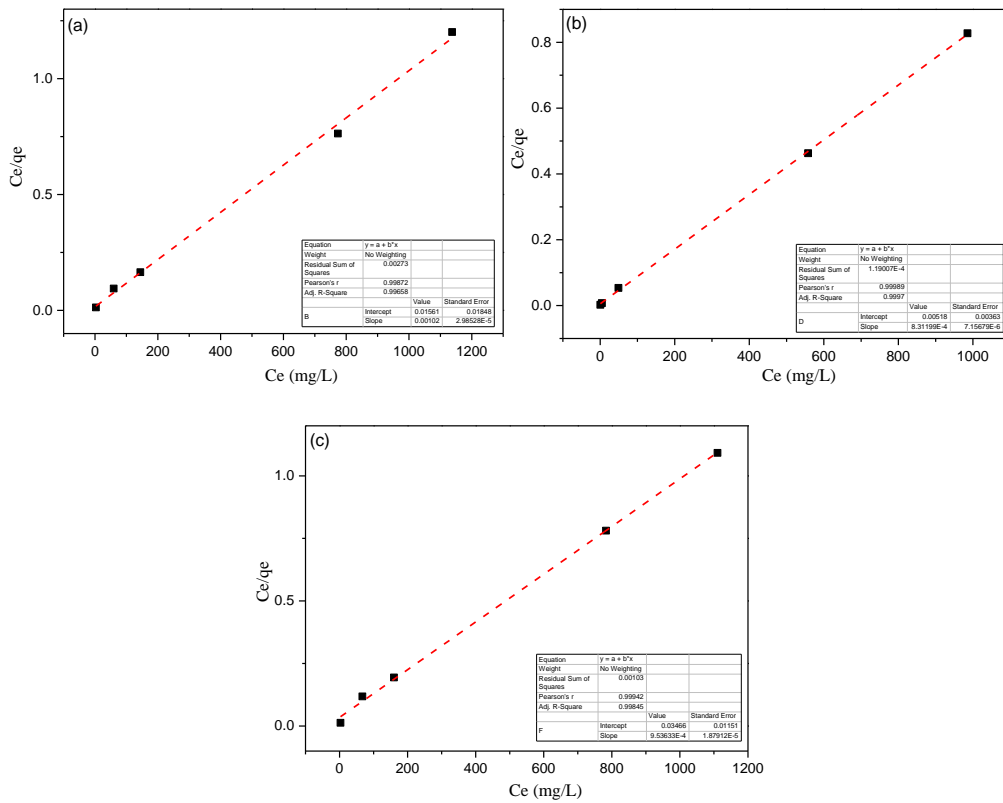 (a)
1.0
0.5
0.0
Ce/qe
0 200 400 600 800 1000 1200
Ce (mg/L)
Equation y = a + b*x
Weight No Weighting
Residual Sum of Squares 0.00273
Pearson's r 0.99872
Adj. R-Square 0.99658
Value Standard Error
B Intercept 0.01561 0.01848
Slope 0.00102 2.98528E-5
(b)
0.8
0.6
0.4
0.2
0.0
Ce/qe
0 200 400 600 800 1000
Ce (mg/L)
Equation y = a + b*x
Weight No Weighting
Residual Sum of Squares 1.19007E-4
Pearson's r 0.99989
Adj. R-Square 0.9997
Value Standard Error
D Intercept 0.00518 0.00363
Slope 8.31199E-4 7.15679E-6
(c)
1.0
0.5
0.0
Ce/qe
0 200 400 600 800 1000 1200
Ce (mg/L)
Equation y = a + b*x
Weight No Weighting
Residual Sum of Squares 0.00103
Pearson's r 0.99942
Adj. R-Square 0.99845
Value Standard Error
F Intercept 0.03466 0.01151
Slope 9.53633E-4 1.87912E-5